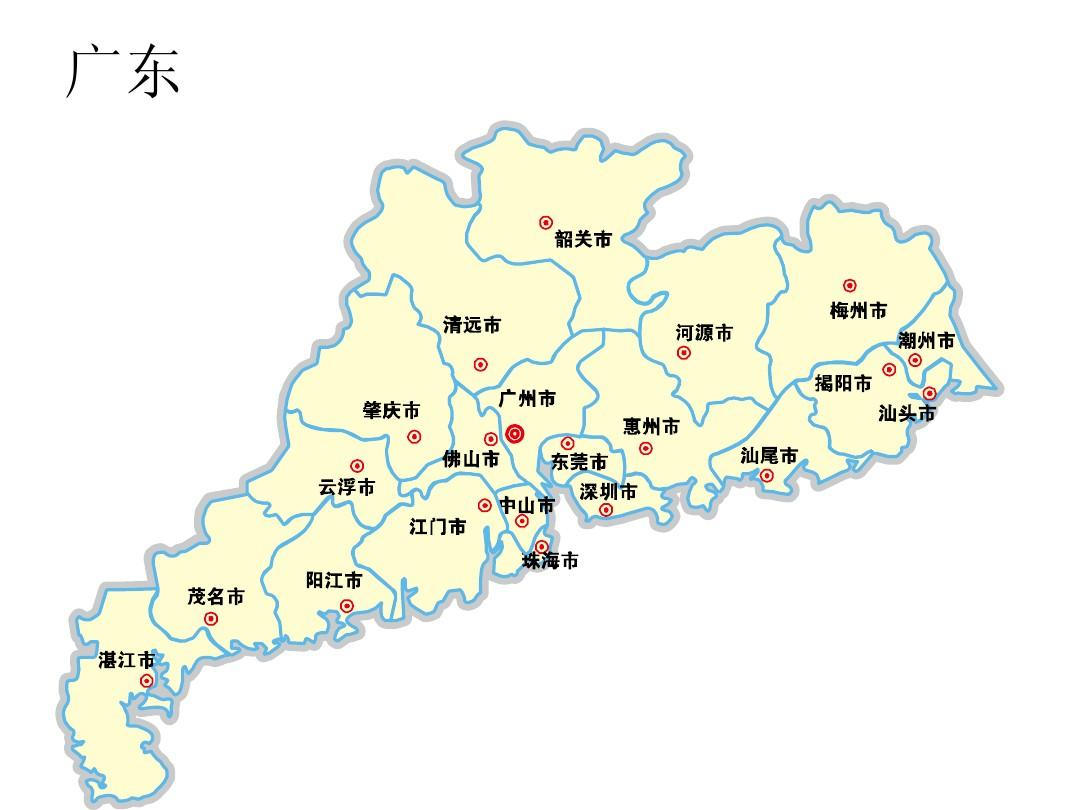 广东
韶关市
梅州市
清远市
河源市
潮州市
揭阳市
广州市
肇庆市
汕头市
惠州市
佛山市
东莞市
汕尾市
云浮市
深圳市
中山市
江门市
珠海市
阳江市
茂名市
湛江市